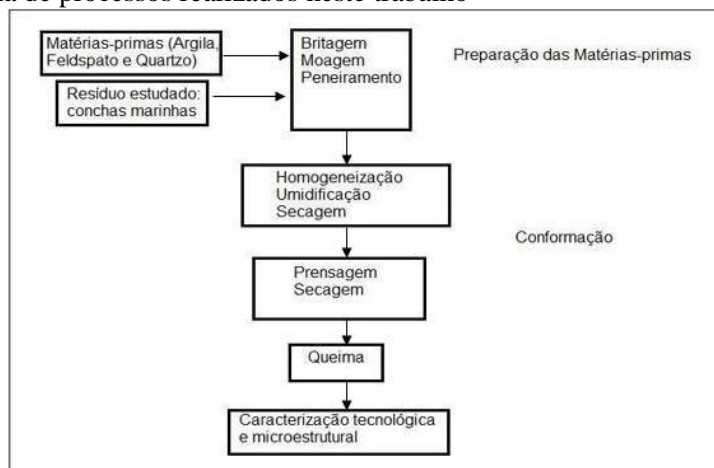 de processos realizados neste trabalho
Matérias-primas (Argila,
Feldspato e Quartzo)
Resíduo estudado:
conchas marinhas
Britagem
Moagem
Peneiramento
Preparação das Matérias-primas
Homogeneização
Umidificação
Secagem
Conformação
Prensagem
Secagem
Queima
Caracterização tecnológica
e microestrutural